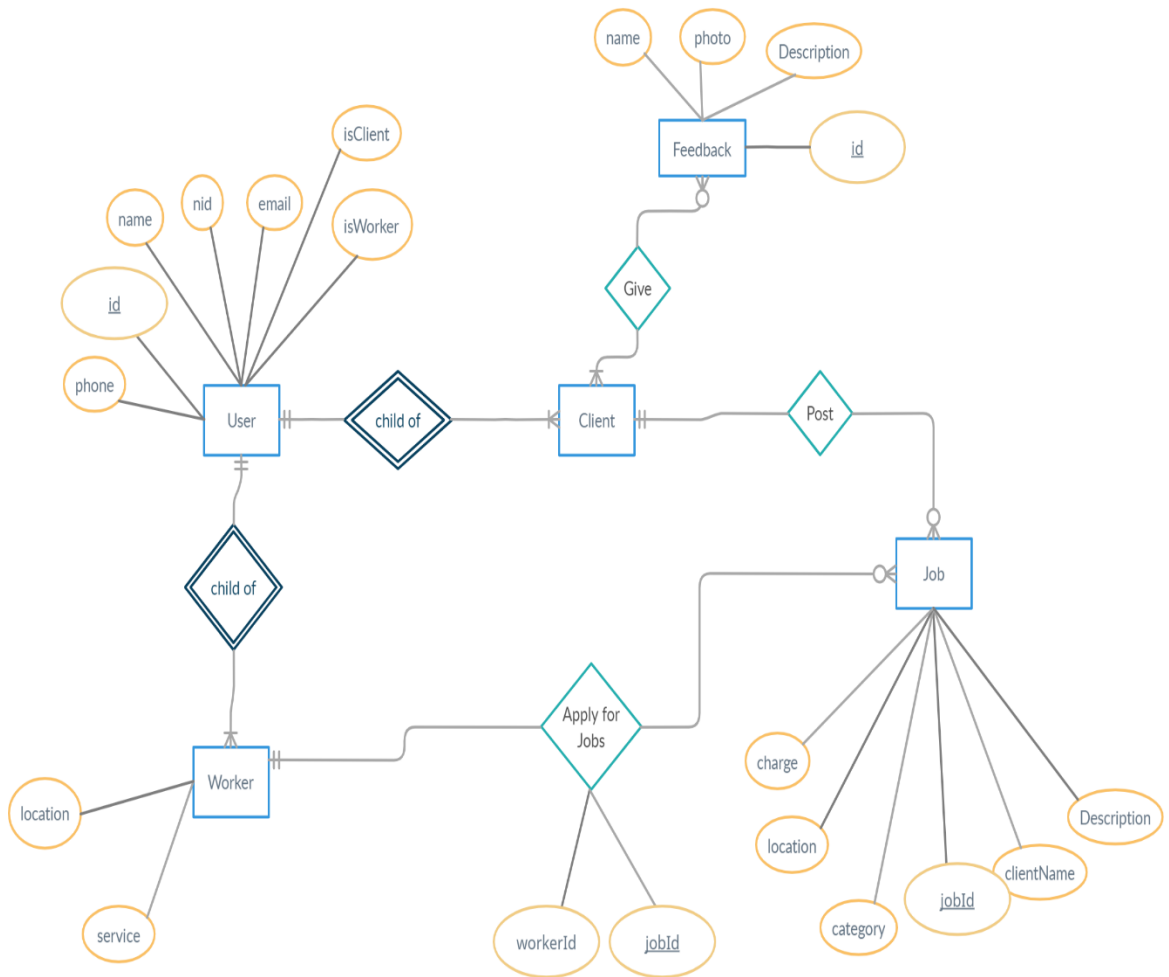 name
photo
Description
Feedback
id
isClient
name
nid
email
isWorker
id
phone
Give
User
child of
Client
Post
child of
Job
Apply for
Jobs
Worker
location
service
charge
location
Description
clientName
category
jobId
workerId
jobId